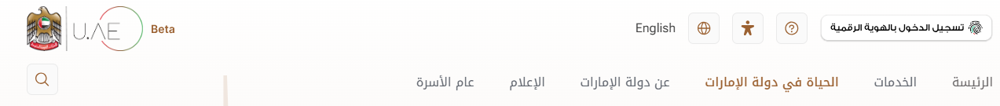 تسجيل الدخول بالهوية الرقمية
English
U.AE
Beta
الرئيسة
الخدمات
الحياة في دولة الإمارات
عن دولة الإمارات
الإعلام
عام الأسرة